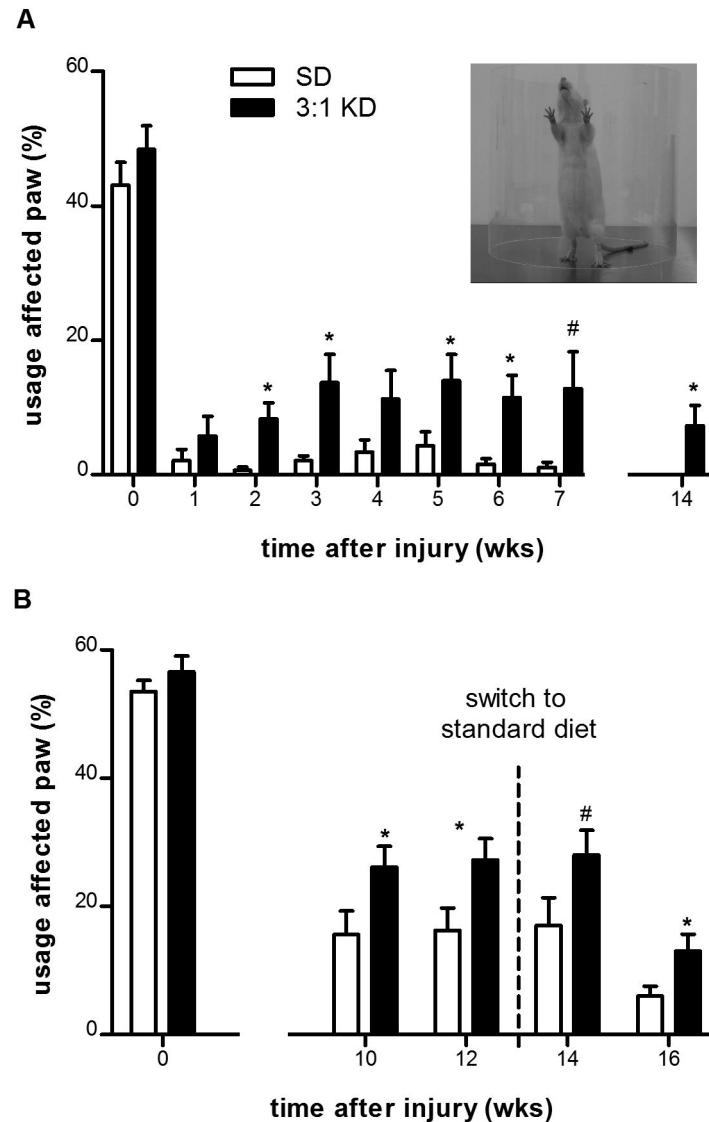 A
60
40
20
0
usage affected paw (%)
SD
3:1 KD
*
*
*
*
#
*
0 1 2 3 4 5 6 7 14
time after injury (wks)
B
60
40
20
0
usage affected paw (%)
switch to
standard diet
*
*
#
*
0 10 12 14 16
time after injury (wks)